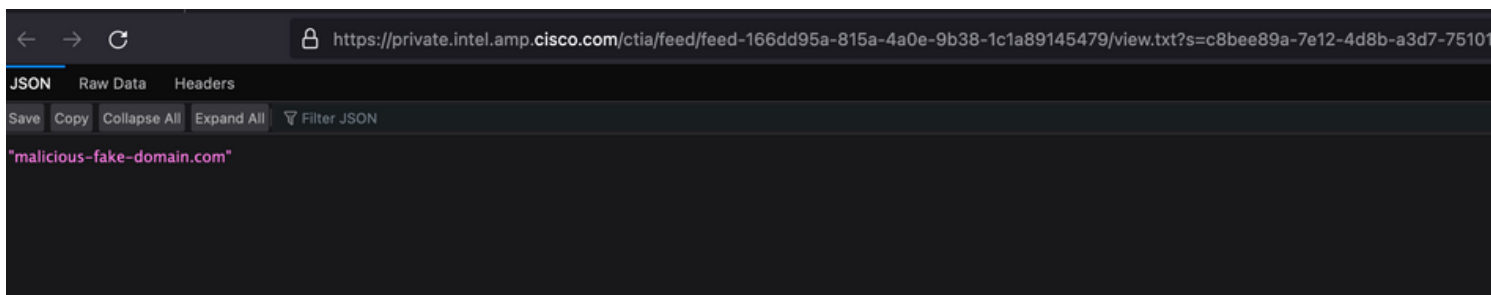 https://private.intel.amp.cisco.com/ctia/feed/feed-166dd95a-815a-4a0e-9b38-1c1a89145479/view.txt?s=c8bee89a-7e12-4d8b-a3d7-75101
JSON Raw Data Headers
Save Copy Collapse All Expand All Filter JSON
"malicious-fake-domain.com"